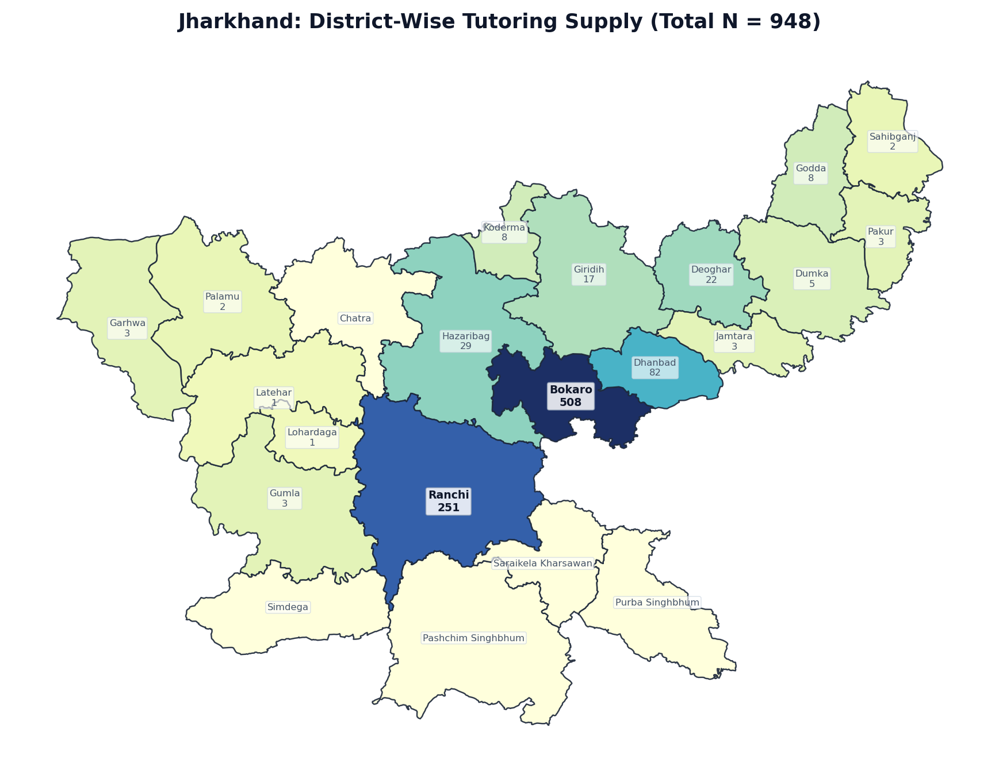 Jharkhand: District-Wise Tutoring Supply (Total N = 948)
Sahibganj
2
Godda
8
Koderma
8
Pakur
3
Giridih
17
Deoghar
22
Dumka
5
Palamu
2
Chatra
Garhwa
3
Hazaribag
29
Jamtara
3
Dhanbad
82
Latehar
1
Bokaro
508
Lohardaga
1
Gumla
3
Ranchi
251
Saraikela Kharsawan
Simdega
Purba Singhbhum
Pashchim Singhbhum